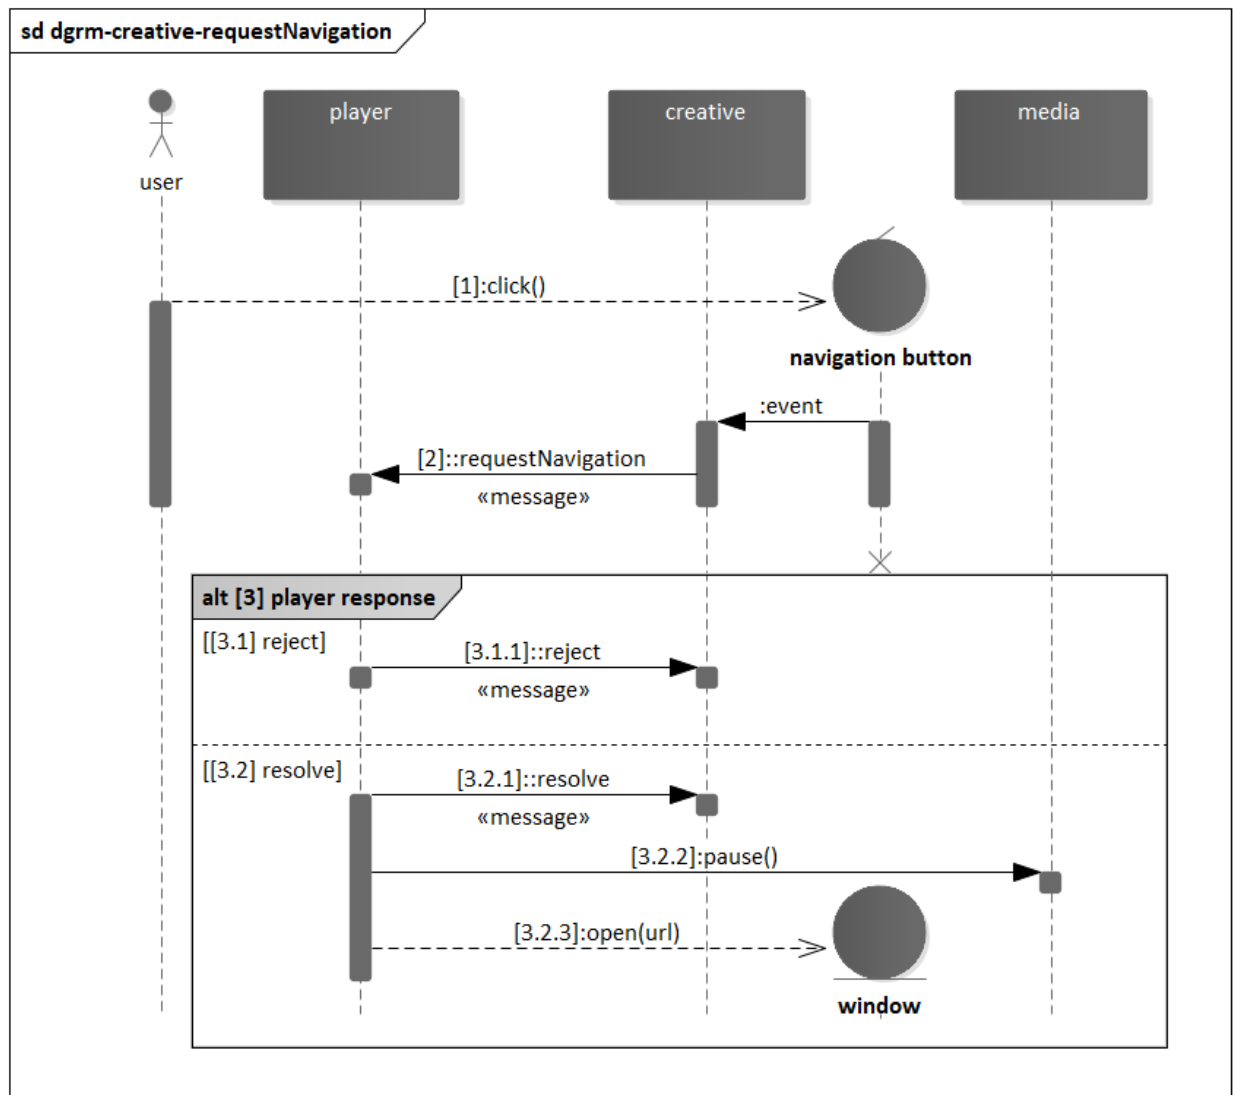 sd dgrm-creative-requestNavigation
player
creative
media
user
[1]:click()
navigation button
:event
[2]::requestNavigation
«message»
alt [3] player response
[[3.1] reject]
[3.1.1]::reject
«message»
[[3.2] resolve]
[3.2.1]::resolve
«message»
[3.2.2]:pause()
[3.2.3]:open(url)
window